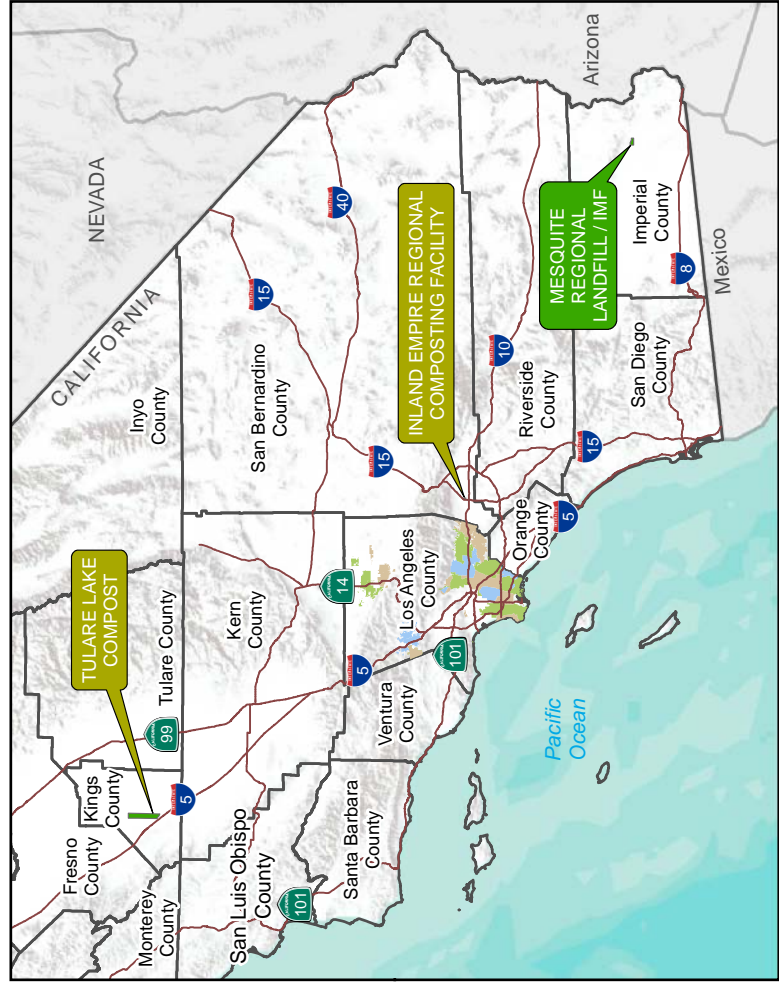 NEVADA
CALIFORNIA
Arizona
Mexico
Fresno
County
Kings
County
Monterey
County
TULARE LAKE
COMPOST
Tulare County
Inyo
County
99
5
San Luis Obispo
County
101
Kern
County
San Bernardino
County
15
40
14
5
Santa Barbara
County
Ventura
County
101
Los Angeles
County
15
INLAND EMPIRE REGIONAL
COMPOSTING FACILITY
10
Orange
County
5
Riverside
County
15
MESQUITE
REGIONAL
LANDFILL / IMF
San Diego
County
Imperial
County
8
Pacific
Ocean